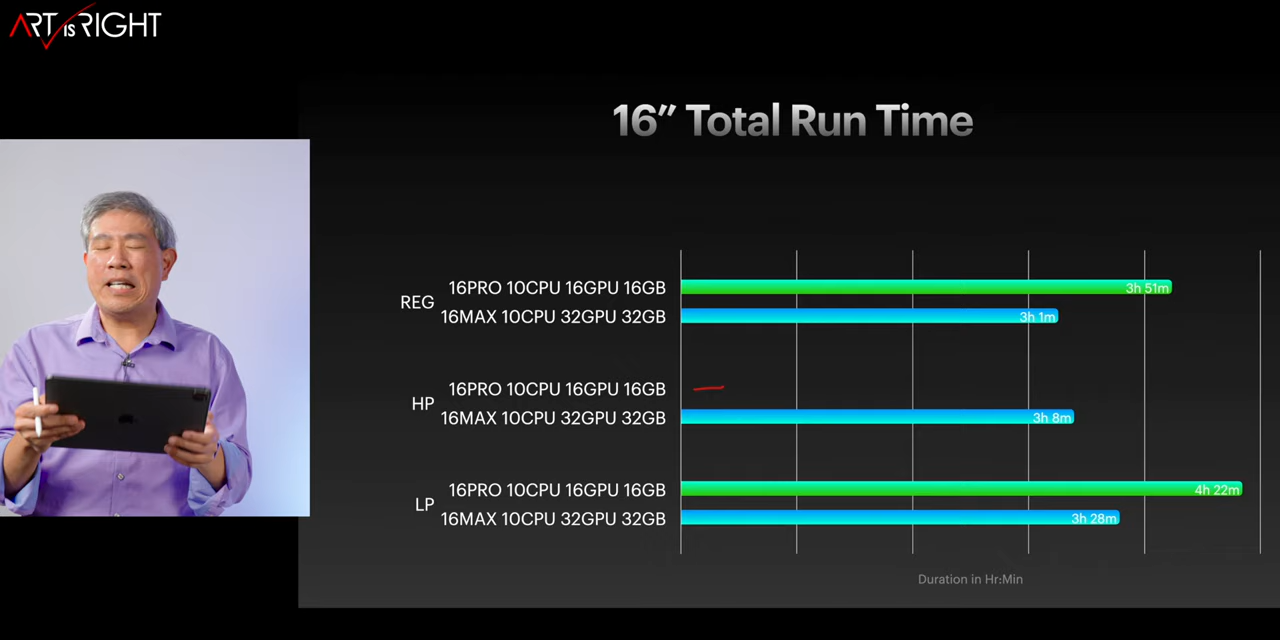 ART IS RIGHT
16” Total Run Time
REG
16PRO 10CPU 16GPU 16GB 3h 51m
16MAX 10CPU 32GPU 32GB 3h 1m
HP
16PRO 10CPU 16GPU 16GB
16MAX 10CPU 32GPU 32GB 3h 8m
LP
16PRO 10CPU 16GPU 16GB 4h 22m
16MAX 10CPU 32GPU 32GB 3h 28m
Duration in Hr:Min